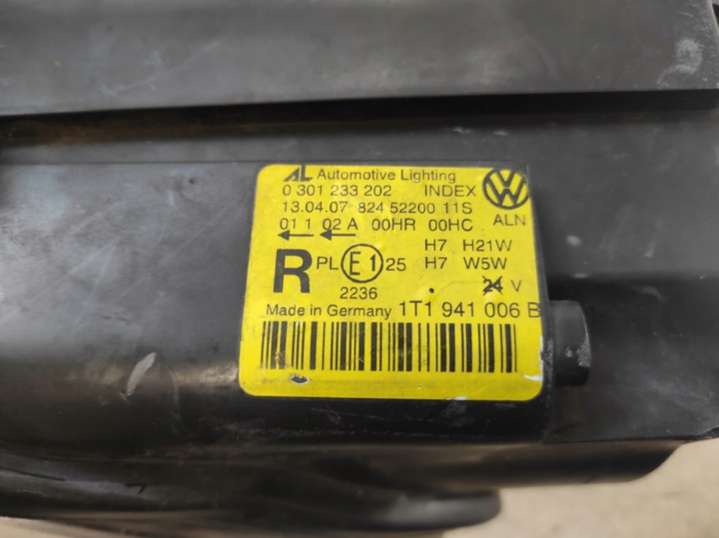 AL Automotive Lighting
0 301 233 202 INDEX
13.04.07 824 52200 11S
ALN
01 1 02 A 00HR 00HC
H7 H21W
R PL E1 25 H7 W5W
2236 24 V
Made in Germany 1T1 941 006 B